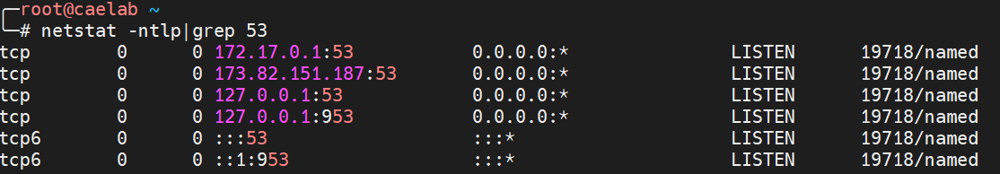 root@caelab ~
# netstat -ntlp|grep 53
tcp 0 0 172.17.0.1:53 0.0.0.0:* LISTEN 19718/named
tcp 0 0 173.82.151.187:53 0.0.0.0:* LISTEN 19718/named
tcp 0 0 127.0.0.1:53 0.0.0.0:* LISTEN 19718/named
tcp 0 0 127.0.0.1:953 0.0.0.0:* LISTEN 19718/named
tcp6 0 0 :::53 :::* LISTEN 19718/named
tcp6 0 0 ::1:953 :::* LISTEN 19718/named